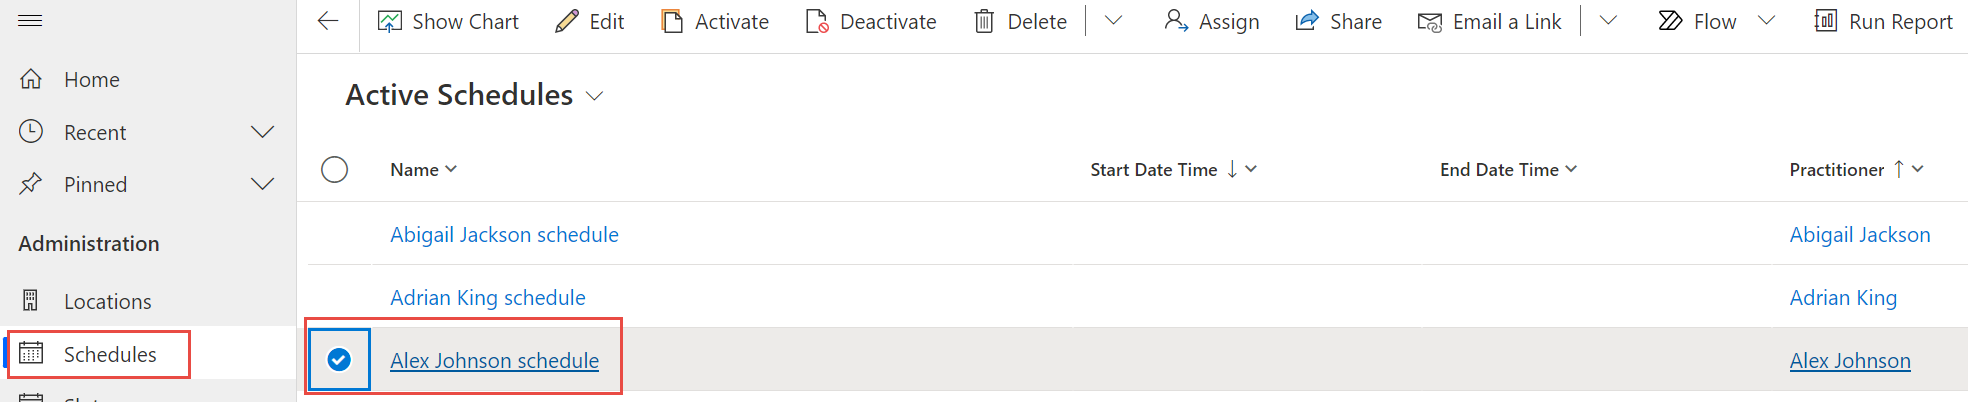 Show Chart Edit Activate Deactivate Delete Assign Share Email a Link Flow Run Report
Home
Recent
Pinned
Administration
Locations
Schedules
Active Schedules
Name Start Date Time End Date Time Practitioner
Abigail Jackson schedule Abigail Jackson
Adrian King schedule Adrian King
Alex Johnson schedule Alex Johnson